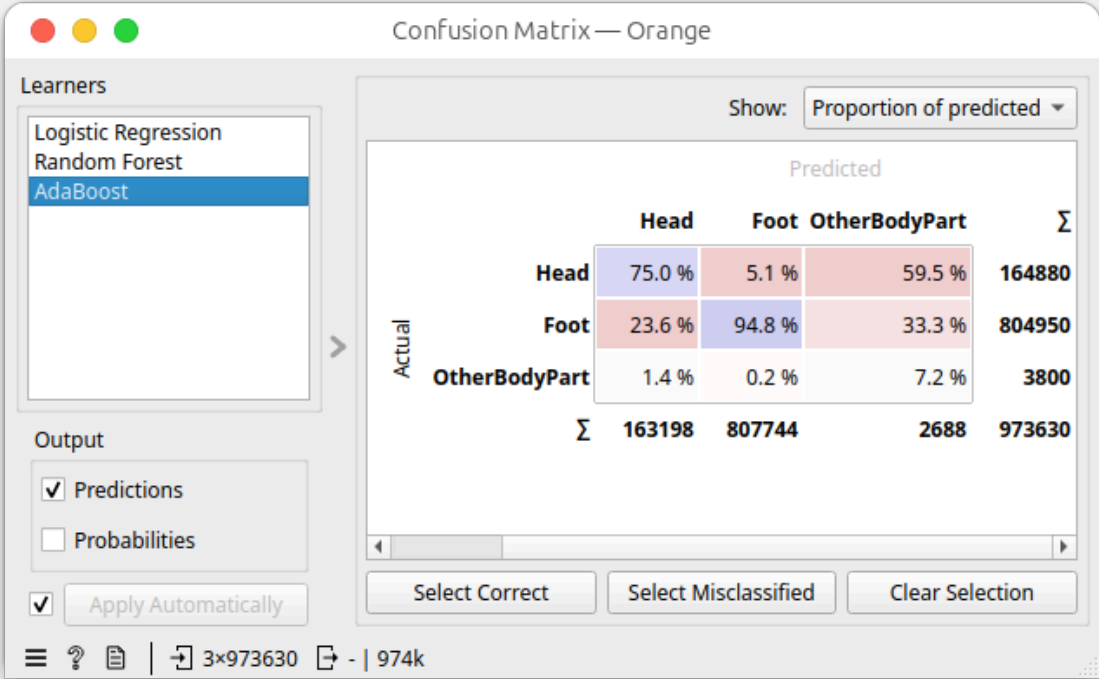 Confusion Matrix — Orange
Learners
Logistic Regression
Random Forest
AdaBoost
Output
Predictions
Probabilities
Apply Automatically
Show: Proportion of predicted
Predicted
Head Foot OtherBodyPart Σ
Actual
Head 75.0 % 5.1 % 59.5 % 164880
Foot 23.6 % 94.8 % 33.3 % 804950
OtherBodyPart 1.4 % 0.2 % 7.2 % 3800
Σ 163198 807744 2688 973630
Select Correct Select Misclassified Clear Selection
? 3×973630 - | 974k